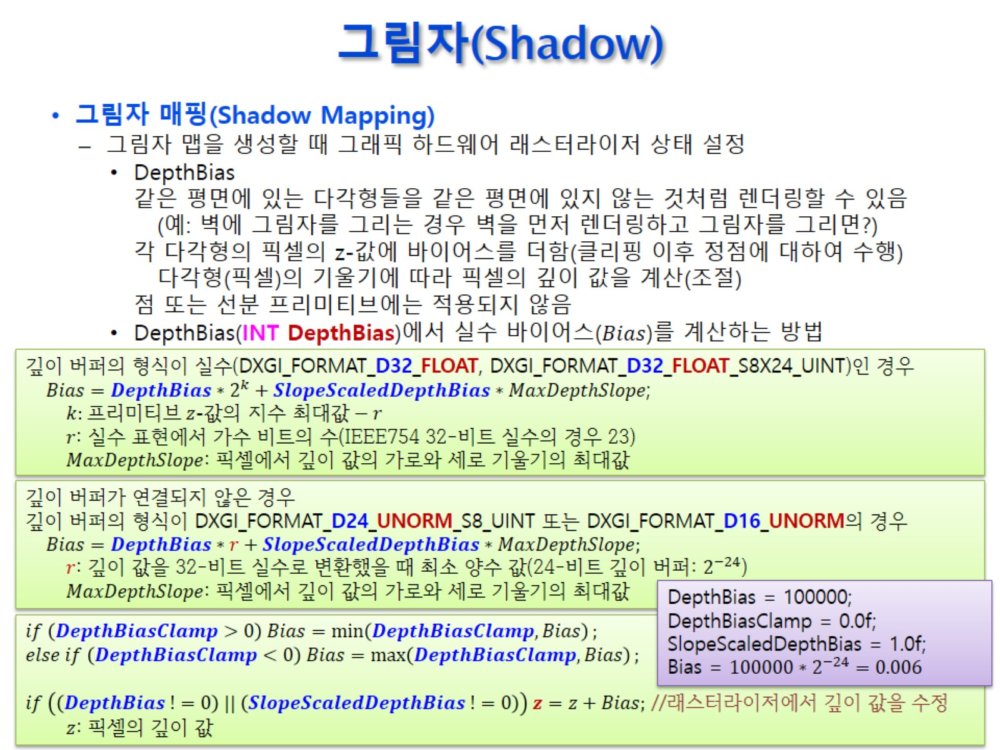 그림자(Shadow)
• 그림자 매핑(Shadow Mapping)
– 그림자 맵을 생성할 때 그래픽 하드웨어 래스터라이저 상태 설정
• DepthBias
같은 평면에 있는 다각형들을 같은 평면에 있지 않는 것처럼 렌더링할 수 있음
(예: 벽에 그림자를 그리는 경우 벽을 먼저 렌더링하고 그림자를 그리면?)
각 다각형의 픽셀의 z-값에 바이어스를 더함(클리핑 이후 정점에 대하여 수행)
다각형(픽셀)의 기울기에 따라 픽셀의 깊이 값을 계산(조절)
점 또는 선분 프리미티브에는 적용되지 않음
• DepthBias(INT DepthBias)에서 실수 바이어스(Bias)를 계산하는 방법
깊이 버퍼의 형식이 실수(DXGI_FORMAT_D32_FLOAT, DXGI_FORMAT_D32_FLOAT_S8X24_UINT)인 경우
Bias = DepthBias * 2^k + SlopeScaledDepthBias * MaxDepthSlope;
k: 프리미티브 z-값의 지수 최대값 – r
r: 실수 표현에서 가수 비트의 수(IEEE754 32-비트 실수의 경우 23)
MaxDepthSlope: 픽셀에서 깊이 값의 가로와 세로 기울기의 최대값
깊이 버퍼가 연결되지 않은 경우
깊이 버퍼의 형식이 DXGI_FORMAT_D24_UNORM_S8_UINT 또는 DXGI_FORMAT_D16_UNORM의 경우
Bias = DepthBias * r + SlopeScaledDepthBias * MaxDepthSlope;
r: 깊이 값을 32-비트 실수로 변환했을 때 최소 양수 값(24-비트 깊이 버퍼: 2^−24)
MaxDepthSlope: 픽셀에서 깊이 값의 가로와 세로 기울기의 최대값
DepthBias = 100000;
DepthBiasClamp = 0.0f;
SlopeScaledDepthBias = 1.0f;
Bias = 100000 * 2^−24 = 0.006
if (DepthBiasClamp > 0) Bias = min(DepthBiasClamp, Bias);
else if (DepthBiasClamp < 0) Bias = max(DepthBiasClamp, Bias);
if ((DepthBias != 0) || (SlopeScaledDepthBias != 0)) z = z + Bias; //래스터라이저에서 깊이 값을 수정
z: 픽셀의 깊이 값